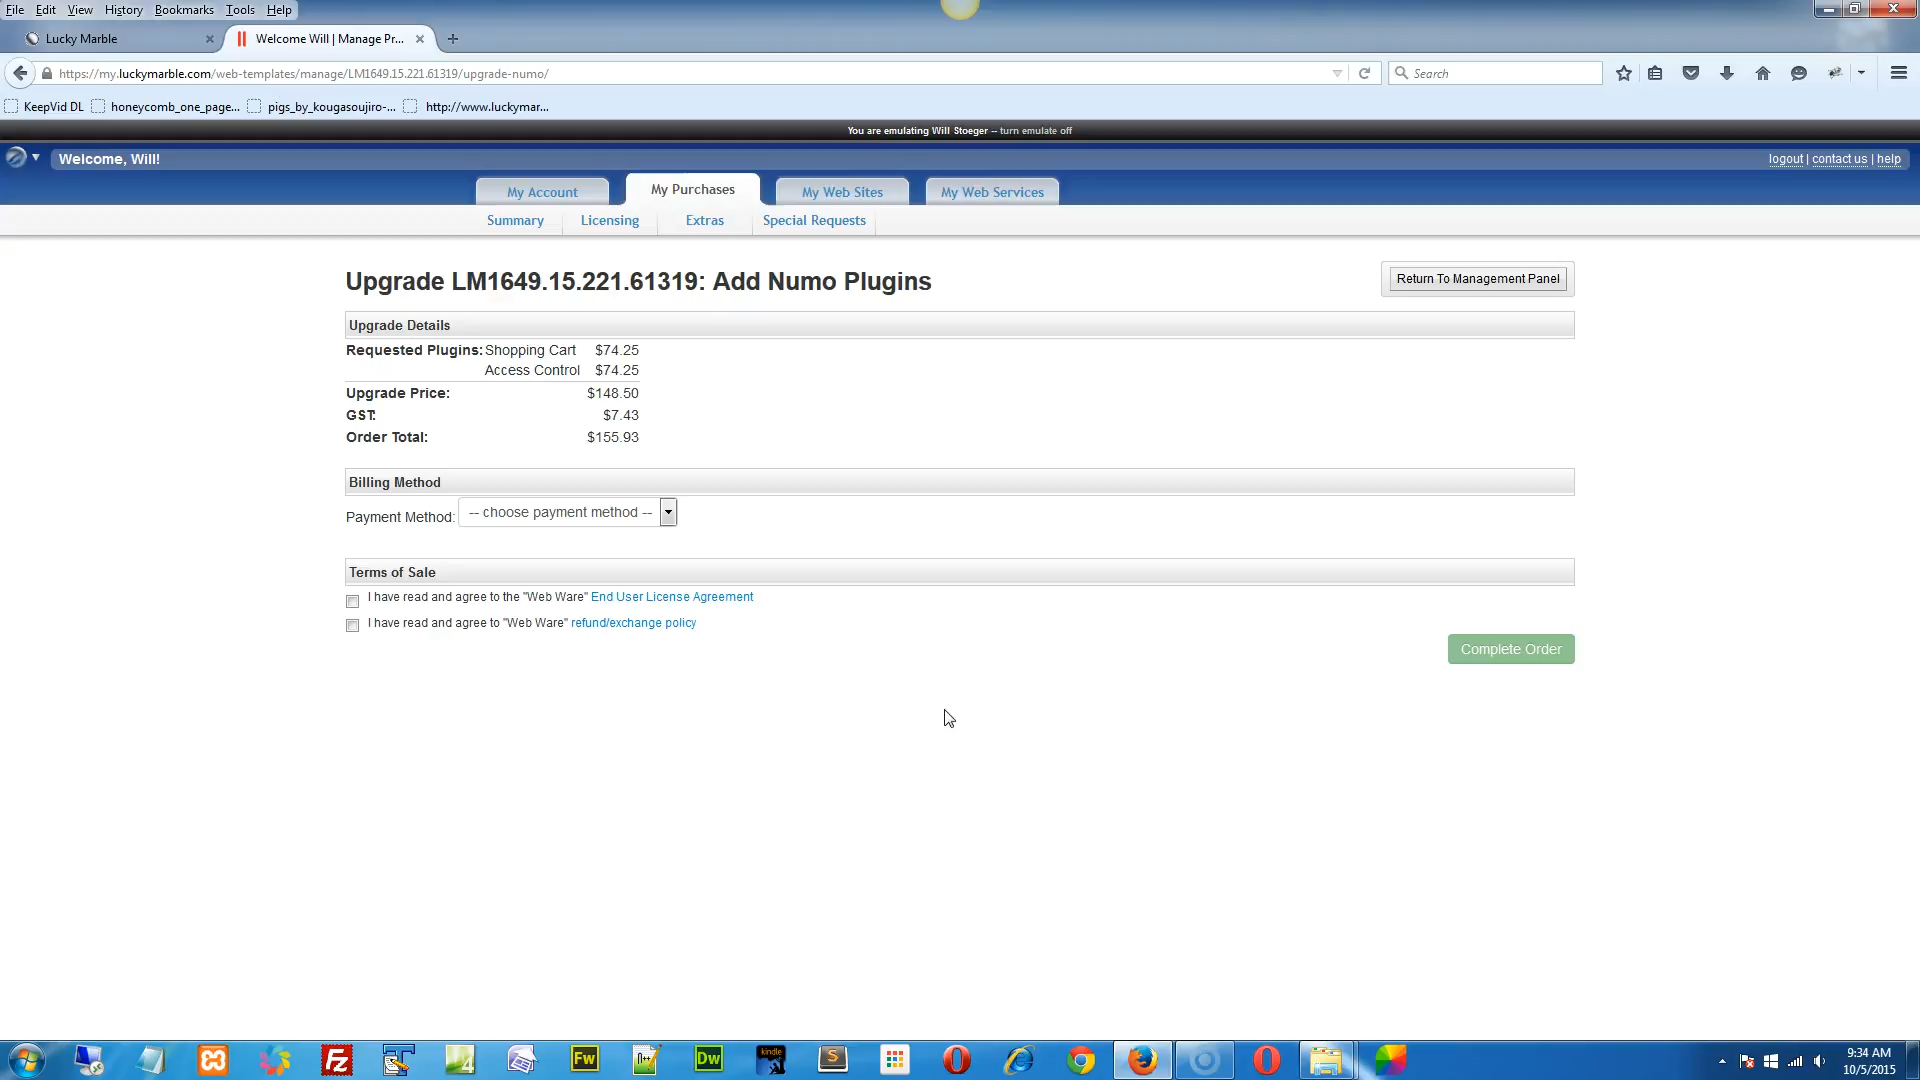 File Edit View History Bookmarks Tools Help
Lucky Marble × Welcome Will | Manage Pr... × +
https://my.luckymarble.com/web-templates/manage/LM1649.15.221.61319/upgrade-numo/ Search
KeepVid DL honeycomb_one_page... pigs_by_kougasoujiro-... http://www.luckymar...
You are emulating Will Stoeger -- turn emulate off
Welcome, Will! logout | contact us | help
My Account My Purchases My Web Sites My Web Services
Summary Licensing Extras Special Requests
Upgrade LM1649.15.221.61319: Add Numo Plugins Return To Management Panel
Upgrade Details
Requested Plugins: Shopping Cart $74.25
Access Control $74.25
Upgrade Price: $148.50
GST: $7.43
Order Total: $155.93
Billing Method
Payment Method: -- choose payment method --
Terms of Sale
I have read and agree to the "Web Ware" End User License Agreement
I have read and agree to "Web Ware" refund/exchange policy
Complete Order
Fz 4 Fw n++ Dw kindle S
9:34 AM
10/5/2015